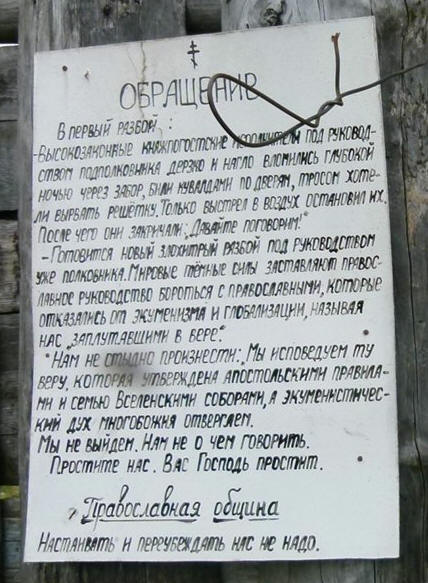 ОБРАЩЕНИЕ
В ПЕРВЫЙ РАЗБОЙ:
-ВЫСОКОЗАКОННЫЕ КНЯЖПОГОСТСКИЕ ИСПОЛНИТЕЛИ ПОД РУКОВОД-
СТВОМ ПОДПОЛКОВНИКА ДЕРЗКО И НАГЛО ВЛОМИЛИСЬ ГЛУБОКОЙ
НОЧЬЮ ЧЕРЕЗ ЗАБОР, БИЛИ КУВАЛДАМИ ПО ДВЕРЯМ, ТРОСОМ ХОТЕ-
ЛИ ВЫРВАТЬ РЕШЁТКУ. ТОЛЬКО ВЫСТРЕЛ В ВОЗДУХ ОСТАНОВИЛ ИХ.
ПОСЛЕ ЧЕГО ОНИ ЗАКРИЧАЛИ: „ДАВАЙТЕ ПОГОВОРИМ!"
- ГОТОВИТСЯ НОВЫЙ ЗЛОХИТРЫЙ РАЗБОЙ ПОД РУКОВОДСТВОМ
УЖЕ ПОЛКОВНИКА. МИРОВЫЕ ТЁМНЫЕ СИЛЫ ЗАСТАВЛЯЮТ ПРАВОС-
ЛАВНОЕ РУКОВОДСТВО БОРОТЬСЯ С ПРАВОСЛАВНЫМИ, КОТОРЫЕ
ОТКАЗАЛИСЬ ОТ ЭКУМЕНИЗМА И ГЛОБАЛИЗАЦИИ, НАЗЫВАЯ
НАС „ЗАПЛУТАВШИМИ В ВЕРЕ".
"НАМ НЕ СТЫДНО ПРОИЗНЕСТИ: „МЫ ИСПОВЕДУЕМ ТУ
ВЕРУ, КОТОРАЯ УТВЕРЖДЕНА АПОСТОЛЬСКИМИ ПРАВИЛА-
МИ И СЕМЬЮ ВСЕЛЕНСКИМИ СОБОРАМИ, А ЭКУМЕНИСТИЧЕС-
КИЙ ДУХ МНОГОБОЖИЯ ОТВЕРГАЕМ.
МЫ НЕ ВЫЙДЕМ. НАМ НЕ О ЧЕМ ГОВОРИТЬ.
ПРОСТИТЕ НАС. ВАС ГОСПОДЬ ПРОСТИТ.
Православная община
НАСТАИВАТЬ И ПЕРЕУБЕЖДАТЬ НАС НЕ НАДО.